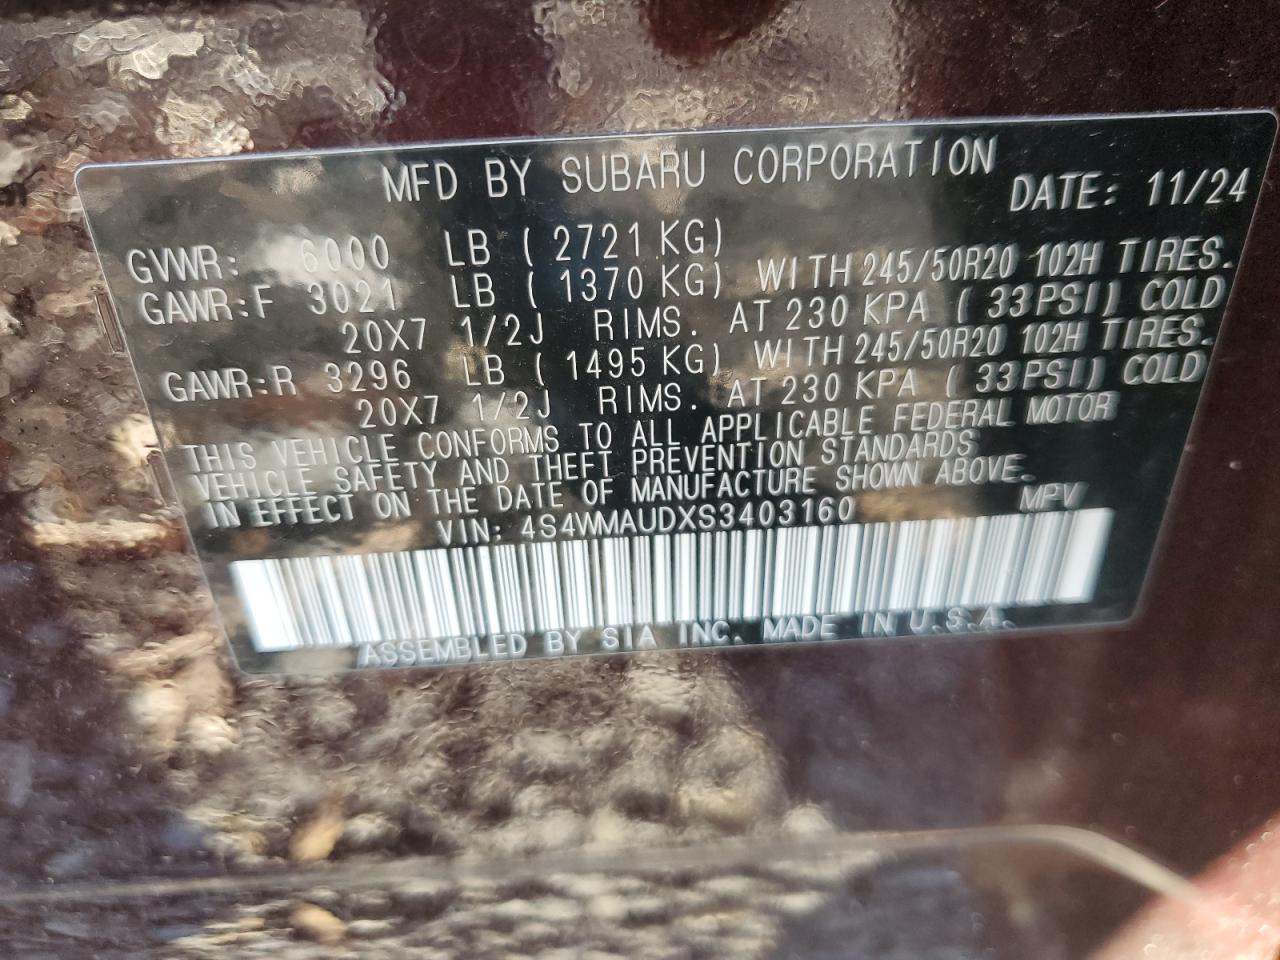 MFD BY SUBARU CORPORATION
DATE: 11/24
GVWR: 6000 LB ( 2721 KG)
GAWR:F 3021 LB ( 1370 KG) WITH 245/50R20 102H TIRES.
20X7 1/2J RIMS. AT 230 KPA ( 33PSI) COLD
GAWR:R 3296 LB ( 1495 KG) WITH 245/50R20 102H TIRES.
20X7 1/2J RIMS. AT 230 KPA ( 33PSI) COLD
THIS VEHICLE CONFORMS TO ALL APPLICABLE FEDERAL MOTOR
VEHICLE SAFETY AND THEFT PREVENTION STANDARDS
IN EFFECT ON THE DATE OF MANUFACTURE SHOWN ABOVE.
VIN: 4S4WMAUDXS3403160 MPV
ASSEMBLED BY SIA INC. MADE IN U.S.A.